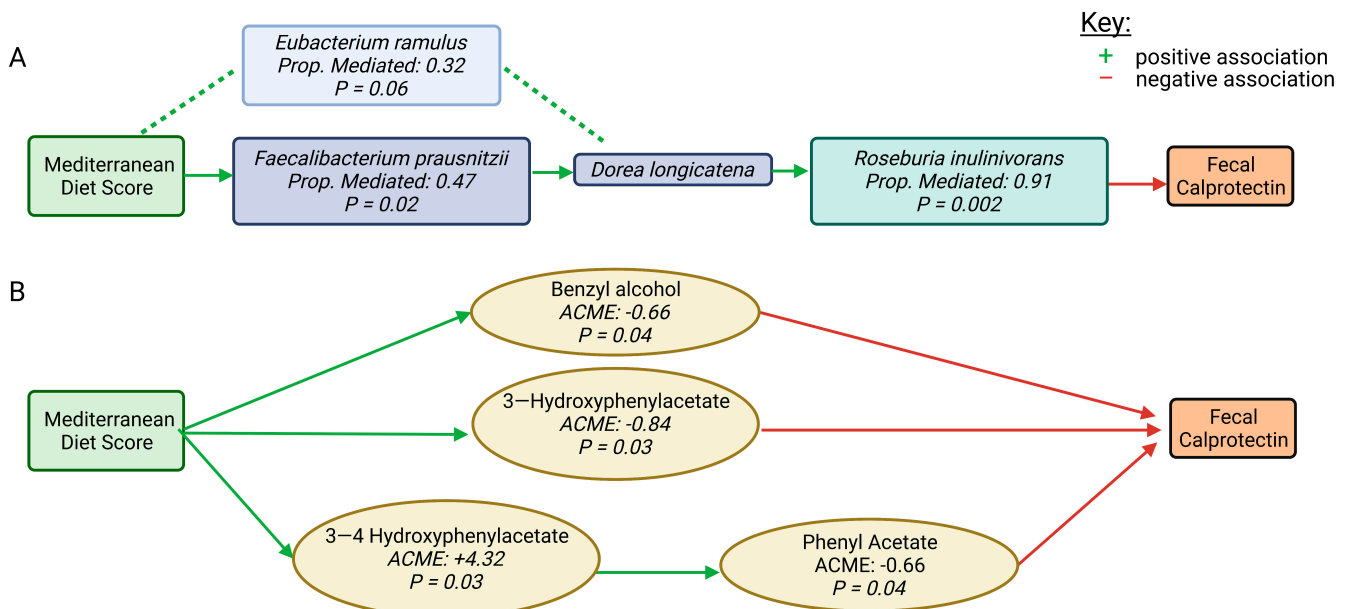 Key:
+ positive association
− negative association
A
Eubacterium ramulus
Prop. Mediated: 0.32
P = 0.06
Mediterranean
Diet Score
Faecalibacterium prausnitzii
Prop. Mediated: 0.47
P = 0.02
Dorea longicatena
Roseburia inulinivorans
Prop. Mediated: 0.91
P = 0.002
Fecal
Calprotectin
B
Mediterranean
Diet Score
Benzyl alcohol
ACME: -0.66
P = 0.04
3−Hydroxyphenylacetate
ACME: -0.84
P = 0.03
3−4 Hydroxyphenylacetate
ACME: +4.32
P = 0.03
Phenyl Acetate
ACME: -0.66
P = 0.04
Fecal
Calprotectin